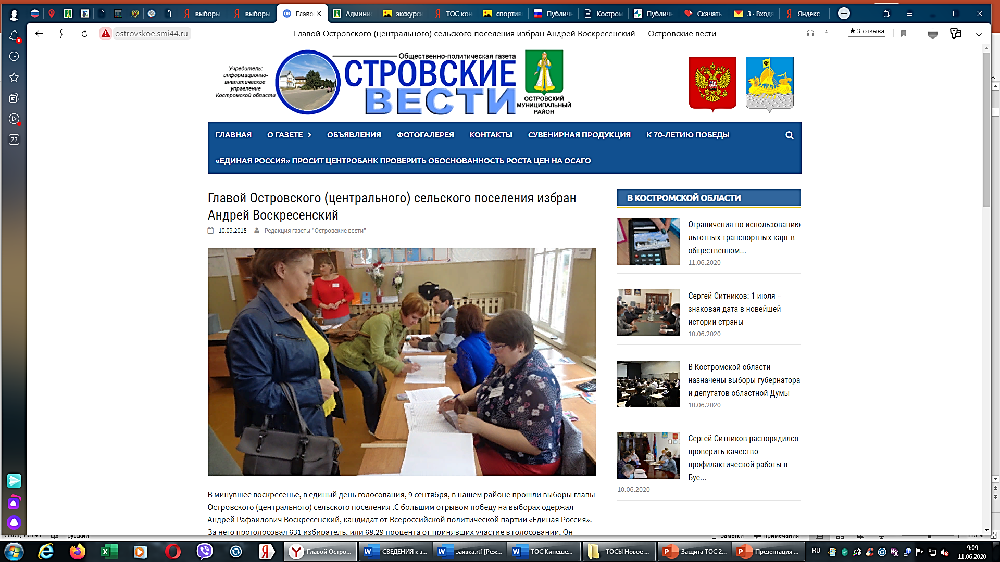 выборы
выборы
Главо
Админи
экскурси
ТОС кон
спортив
Публичн
Костром
Публичн
Скачать
3 · Входя
Яндекс
ostrovskoe.smi44.ru
Главой Островского (центрального) сельского поселения избран Андрей Воскресенский — Островские вести
★ 3 отзыва
1
22
Учредитель:
информационно-
аналитическое
управление
Костромской области
Общественно-политическая газета
ОСТРОВСКИЕ
ВЕСТИ
ОСТРОВСКИЙ
МУНИЦИПАЛЬНЫЙ
РАЙОН
ГЛАВНАЯ О ГАЗЕТЕ ОБЪЯВЛЕНИЯ ФОТОГАЛЕРЕЯ КОНТАКТЫ СУВЕНИРНАЯ ПРОДУКЦИЯ К 70-ЛЕТИЮ ПОБЕДЫ
«ЕДИНАЯ РОССИЯ» ПРОСИТ ЦЕНТРОБАНК ПРОВЕРИТЬ ОБОСНОВАННОСТЬ РОСТА ЦЕН НА ОСАГО
Главой Островского (центрального) сельского поселения избран
Андрей Воскресенский
10.09.2018 Редакция газеты "Островские вести"
В минувшее воскресенье, в единый день голосования, 9 сентября, в нашем районе прошли выборы главы
Островского (центрального) сельского поселения .С большим отрывом победу на выборах одержал
Андрей Рафаилович Воскресенский, кандидат от Всероссийской политической партии «Единая Россия».
За него проголосовал 631 избиратель, или 68,29 процента от принявших участие в голосовании. Он
В КОСТРОМСКОЙ ОБЛАСТИ
Ограничения по использованию
льготных транспортных карт в
общественном...
11.06.2020
Сергей Ситников: 1 июля –
знаковая дата в новейшей
истории страны
10.06.2020
В Костромской области
назначены выборы губернатора
и депутатов областной Думы
10.06.2020
Сергей Ситников распорядился
проверить качество
профилактической работы в
Буе...
10.06.2020
русский
Заметки
Примечания
110 %
Главой Остро...
СВЕДЕНИЯ к з...
заявка.rtf [Реж...
ТОС Кинеше...
ТОСЫ Новое ...
Защита ТОС 2...
Презентация ...
RU
9:09
11.06.2020